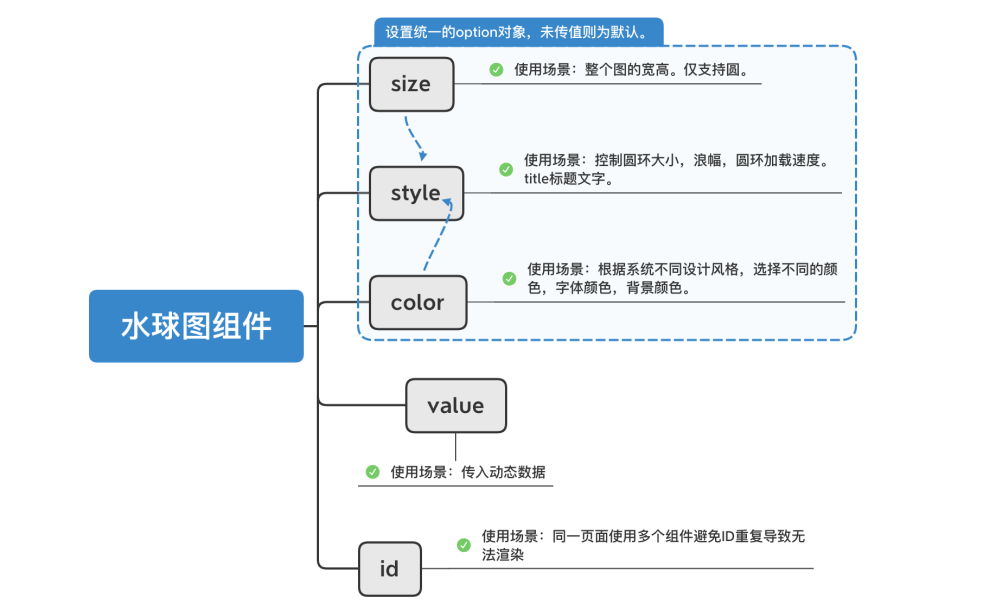 设置统一的option对象，未传值则为默认。
size
使用场景：整个图的宽高。仅支持圆。
style
使用场景：控制圆环大小，浪幅，圆环加载速度。
title标题文字。
color
使用场景：根据系统不同设计风格，选择不同的颜
色，字体颜色，背景颜色。
水球图组件
value
使用场景：传入动态数据
id
使用场景：同一页面使用多个组件避免ID重复导致无
法渲染